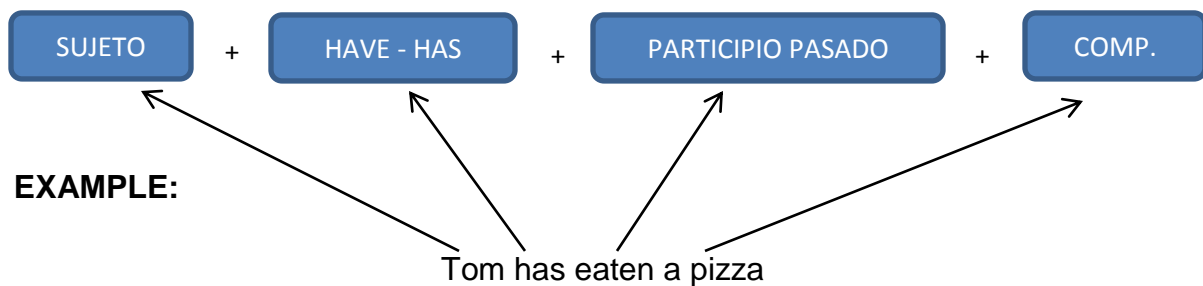 SUJETO + HAVE - HAS + PARTICIPIO PASADO + COMP.
EXAMPLE:
Tom has eaten a pizza